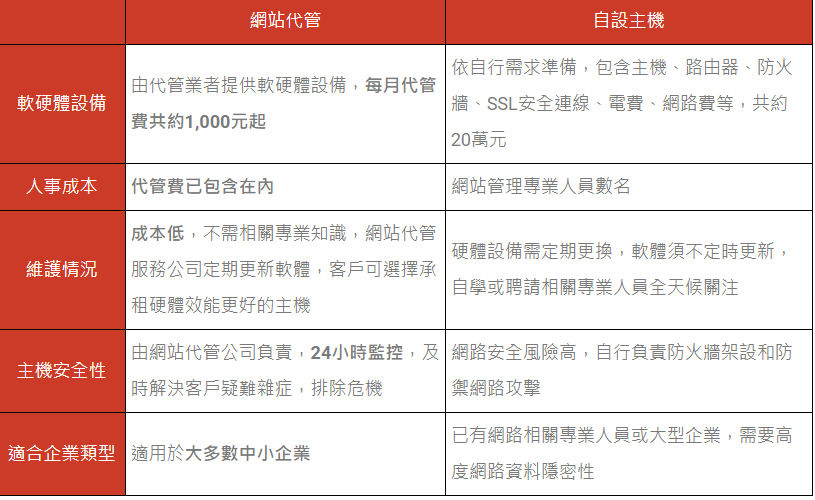 網站代管
自設主機
軟硬體設備
由代管業者提供軟硬體設備，每月代管
費共約1,000元起
依自行需求準備，包含主機、路由器、防火
牆、SSL安全連線、電費、網路費等，共約
20萬元
人事成本
代管費已包含在內
網站管理專業人員數名
維護情況
成本低，不需相關專業知識，網站代管
服務公司定期更新軟體，客戶可選擇承
租硬體效能更好的主機
硬體設備需定期更換，軟體須不定時更新，
自學或聘請相關專業人員全天候關注
主機安全性
由網站代管公司負責，24小時監控，及
時解決客戶疑難雜症，排除危機
網路安全風險高，自行負責防火牆架設和防
禦網路攻擊
適合企業類型
適用於大多數中小企業
已有網路相關專業人員或大型企業，需要高
度網路資料隱密性